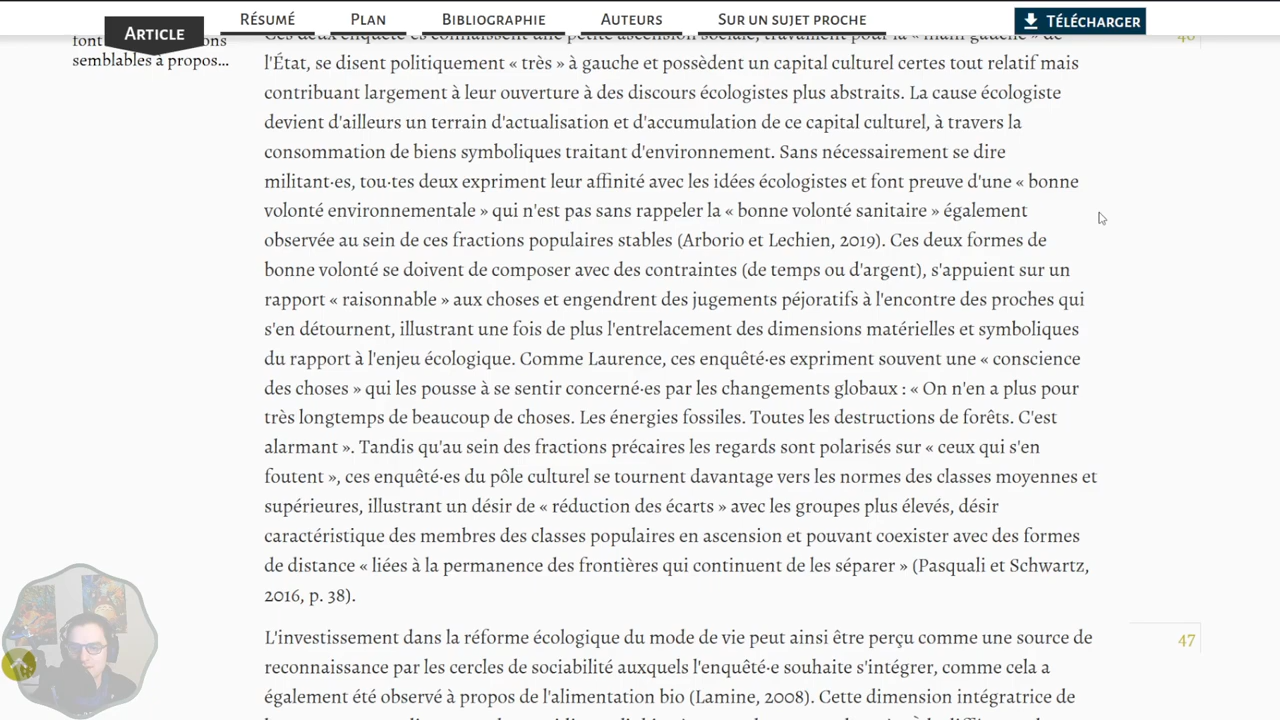 RÉSUMÉ
PLAN
BIBLIOGRAPHIE
AUTEURS
SUR UN SUJET PROCHE
TÉLÉCHARGER
ARTICLE
font
semblables à propos...
l'État, se disent politiquement « très » à gauche et possèdent un capital culturel certes tout relatif mais
contribuant largement à leur ouverture à des discours écologistes plus abstraits. La cause écologiste
devient d'ailleurs un terrain d'actualisation et d'accumulation de ce capital culturel, à travers la
consommation de biens symboliques traitant d'environnement. Sans nécessairement se dire
militant·es, tou·tes deux expriment leur affinité avec les idées écologistes et font preuve d'une « bonne
volonté environnementale » qui n'est pas sans rappeler la « bonne volonté sanitaire » également
observée au sein de ces fractions populaires stables (Arborio et Lechien, 2019). Ces deux formes de
bonne volonté se doivent de composer avec des contraintes (de temps ou d'argent), s'appuient sur un
rapport « raisonnable » aux choses et engendrent des jugements péjoratifs à l'encontre des proches qui
s'en détournent, illustrant une fois de plus l'entrelacement des dimensions matérielles et symboliques
du rapport à l'enjeu écologique. Comme Laurence, ces enquêté·es expriment souvent une « conscience
des choses » qui les pousse à se sentir concerné·es par les changements globaux : « On n'en a plus pour
très longtemps de beaucoup de choses. Les énergies fossiles. Toutes les destructions de forêts. C'est
alarmant ». Tandis qu'au sein des fractions précaires les regards sont polarisés sur « ceux qui s'en
foutent », ces enquêté·es du pôle culturel se tournent davantage vers les normes des classes moyennes et
supérieures, illustrant un désir de « réduction des écarts » avec les groupes plus élevés, désir
caractéristique des membres des classes populaires en ascension et pouvant coexister avec des formes
de distance « liées à la permanence des frontières qui continuent de les séparer » (Pasquali et Schwartz,
2016, p. 38).
L'investissement dans la réforme écologique du mode de vie peut ainsi être perçu comme une source de
47
reconnaissance par les cercles de sociabilité auxquels l'enquêté·e souhaite s'intégrer, comme cela a
également été observé à propos de l'alimentation bio (Lamine, 2008). Cette dimension intégratrice de